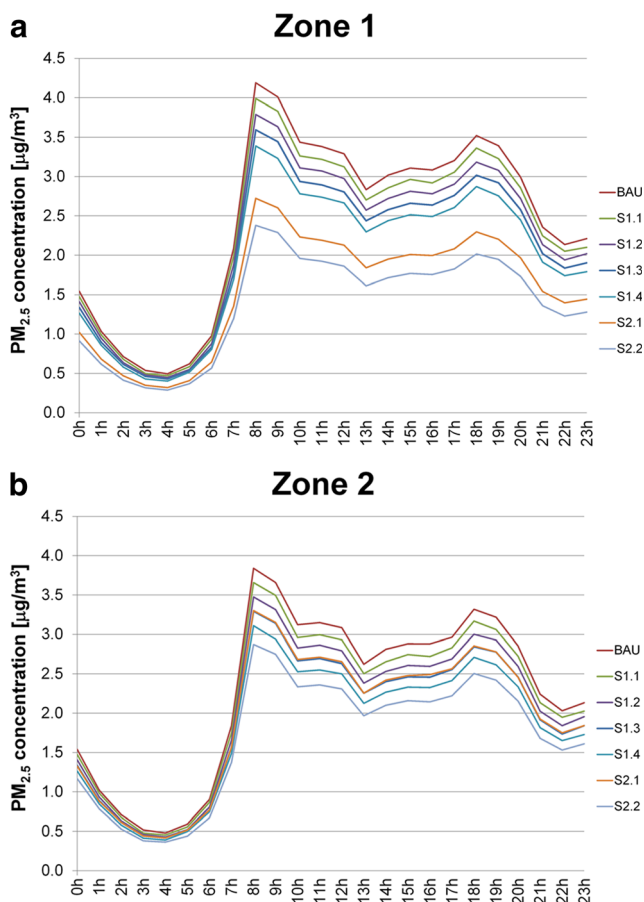 a
Zone 1
PM2.5 concentration [µg/m³]
4.5
4.0
3.5
3.0
2.5
2.0
1.5
1.0
0.5
0.0
0h 1h 2h 3h 4h 5h 6h 7h 8h 9h 10h 11h 12h 13h 14h 15h 16h 17h 18h 19h 20h 21h 22h 23h
BAU
S1.1
S1.2
S1.3
S1.4
S2.1
S2.2
b
Zone 2
PM2.5 concentration [µg/m³]
4.5
4.0
3.5
3.0
2.5
2.0
1.5
1.0
0.5
0.0
0h 1h 2h 3h 4h 5h 6h 7h 8h 9h 10h 11h 12h 13h 14h 15h 16h 17h 18h 19h 20h 21h 22h 23h
BAU
S1.1
S1.2
S1.3
S1.4
S2.1
S2.2